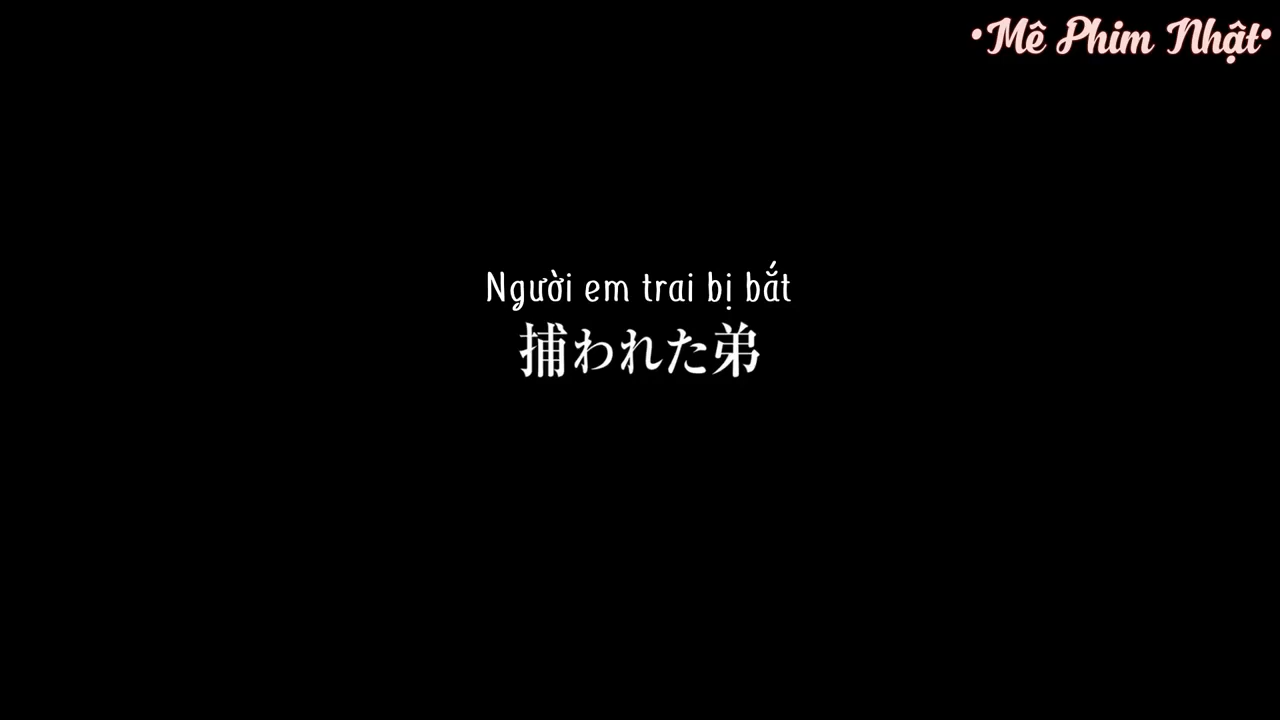 •Mê Phim Nhật•
Người em trai bị bắt
捕われた弟